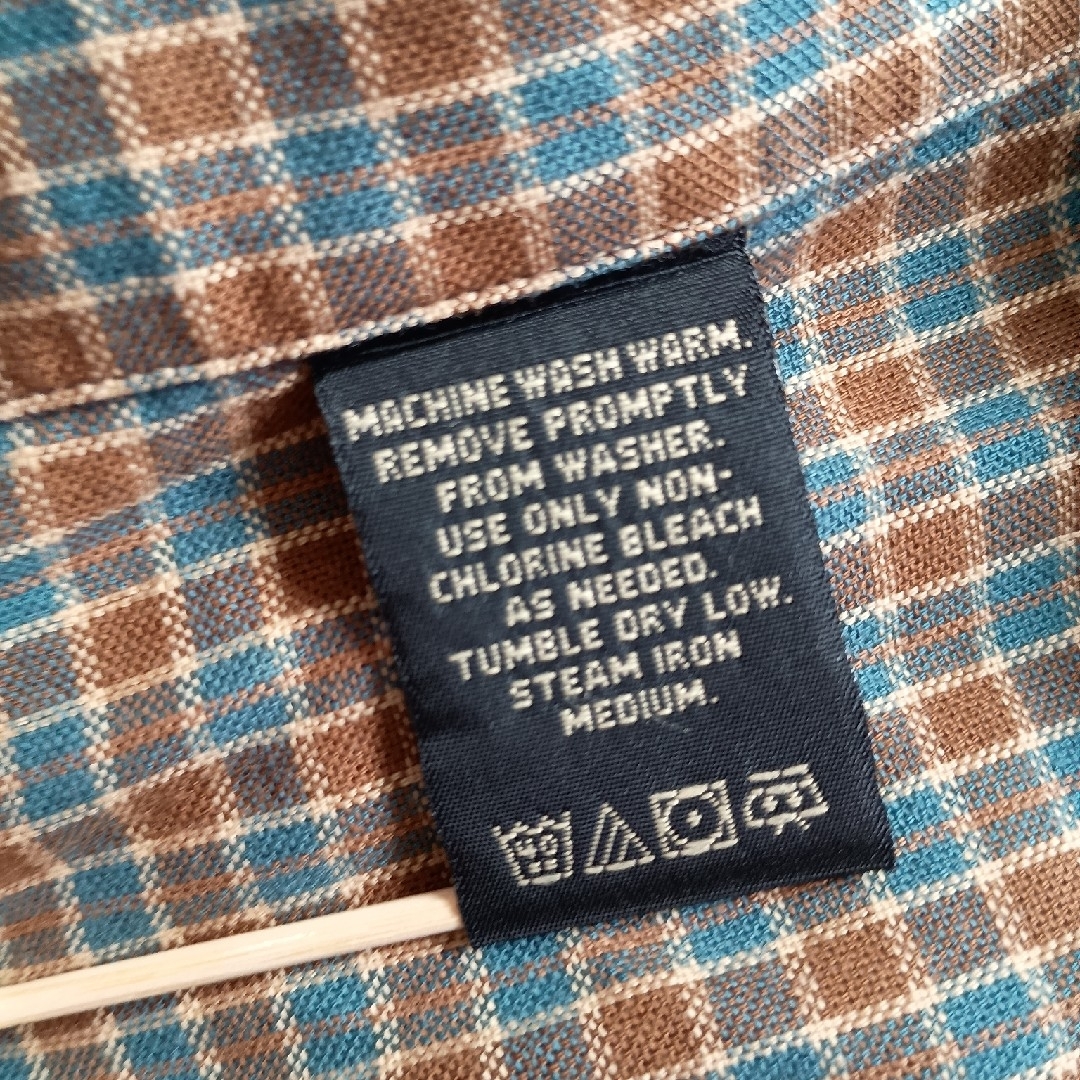 MACHINE WASH WARM.
REMOVE PROMPTLY
FROM WASHER.
USE ONLY NON-
CHLORINE BLEACH
AS NEEDED.
TUMBLE DRY LOW.
STEAM IRON
MEDIUM.
40